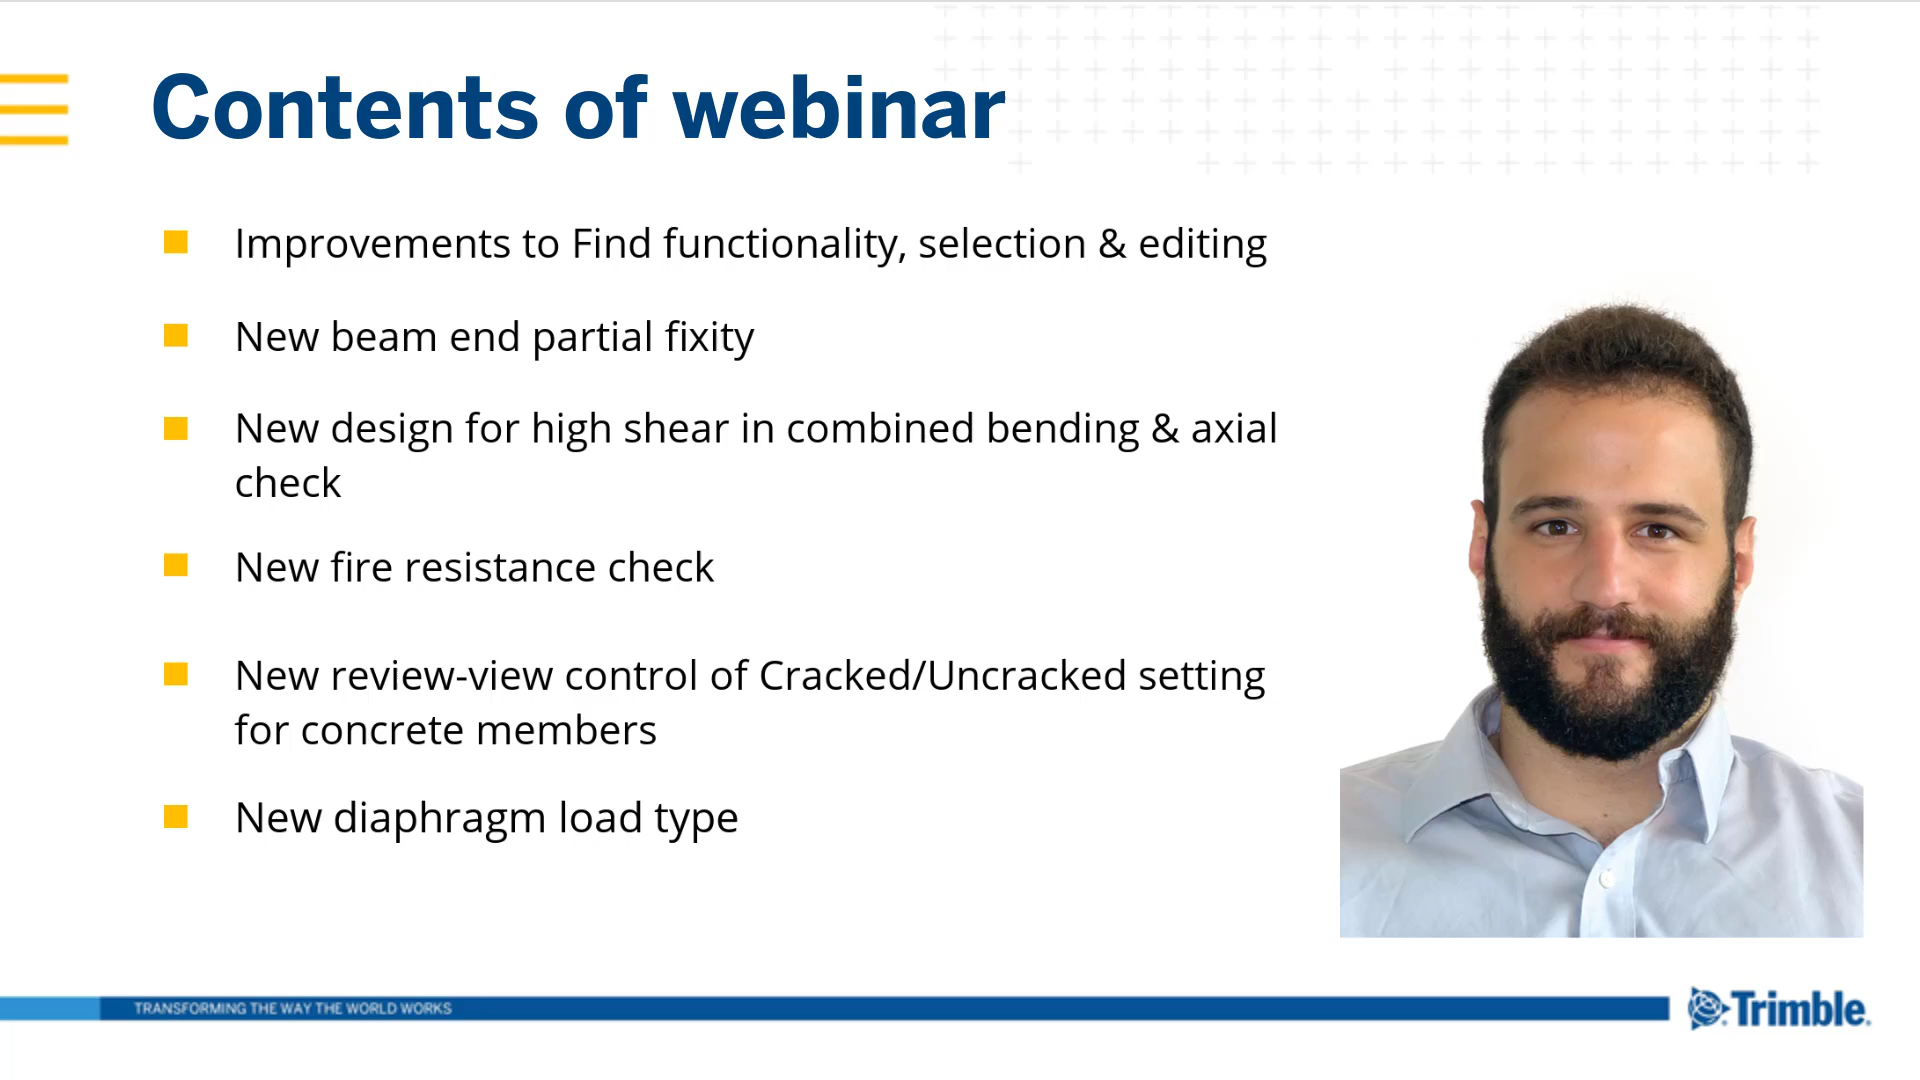 Contents of webinar
Improvements to Find functionality, selection & editing
New beam end partial fixity
New design for high shear in combined bending & axial
check
New fire resistance check
New review-view control of Cracked/Uncracked setting
for concrete members
New diaphragm load type
TRANSFORMING THE WAY THE WORLD WORKS
Trimble